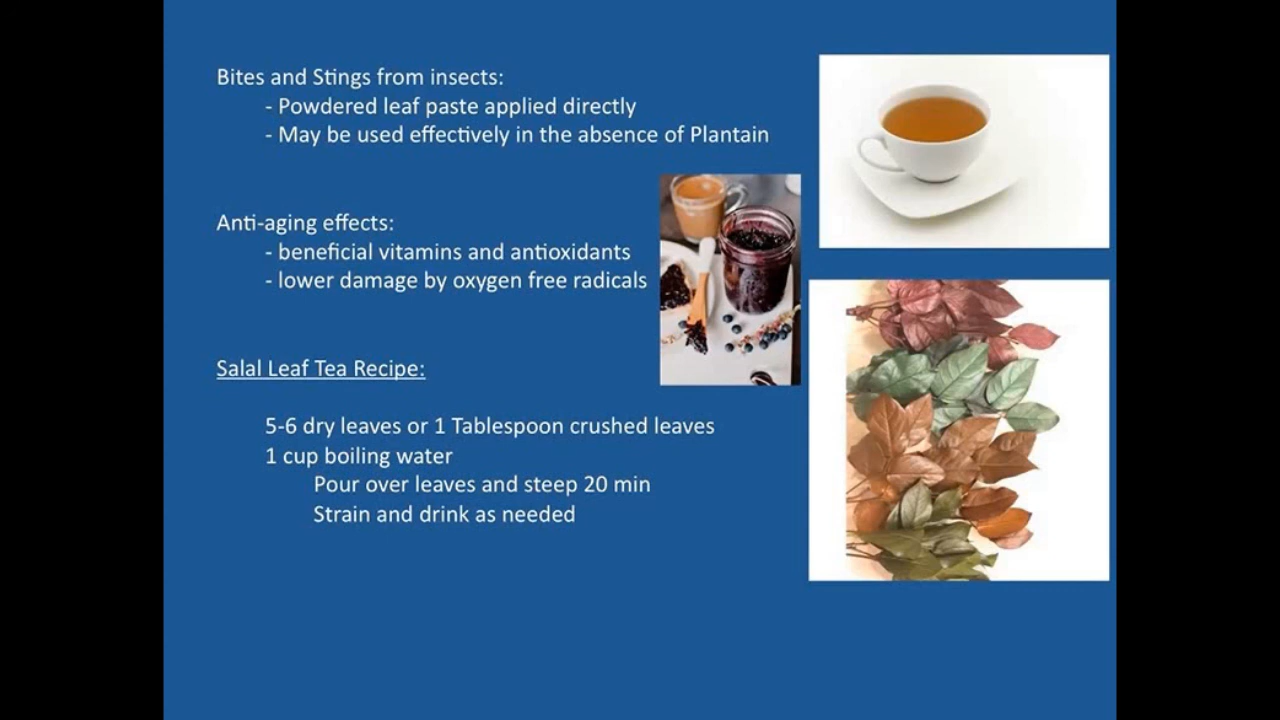 Bites and Stings from insects:
- Powdered leaf paste applied directly
- May be used effectively in the absence of Plantain
Anti-aging effects:
- beneficial vitamins and antioxidants
- lower damage by oxygen free radicals
Salal Leaf Tea Recipe:
5-6 dry leaves or 1 Tablespoon crushed leaves
1 cup boiling water
Pour over leaves and steep 20 min
Strain and drink as needed